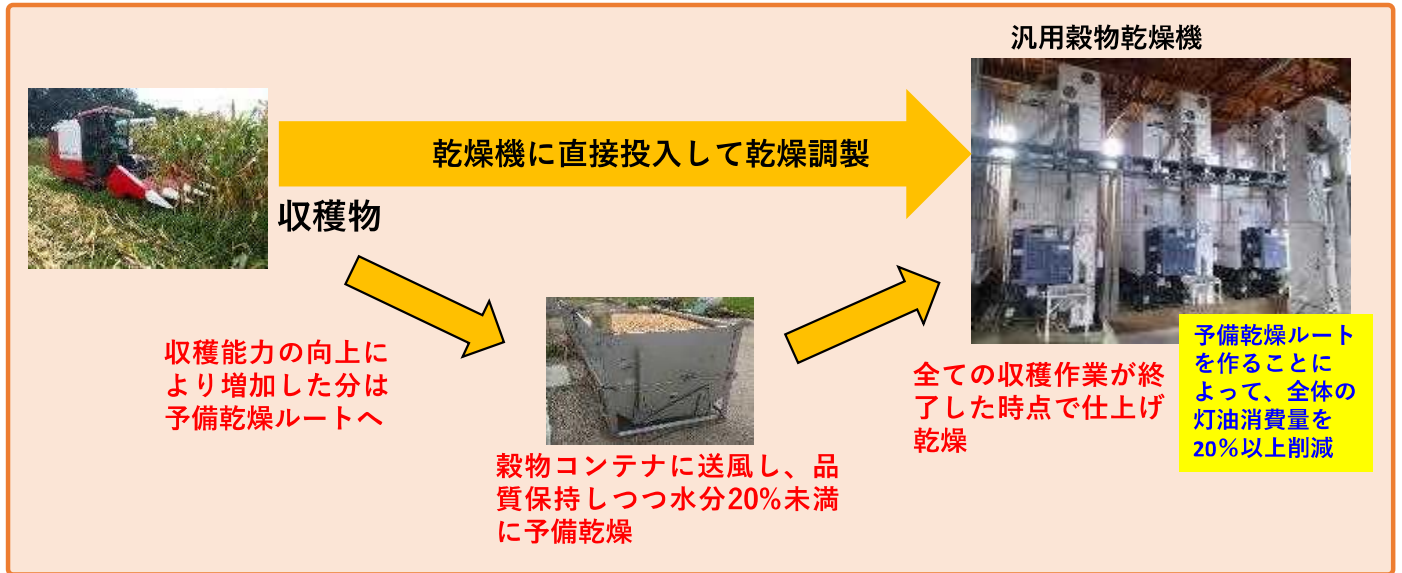 汎用穀物乾燥機
乾燥機に直接投入して乾燥調製
収穫物
収穫能力の向上に
より増加した分は
予備乾燥ルートへ
穀物コンテナに送風し、品
質保持しつつ水分20%未満
に予備乾燥
全ての収穫作業が終
了した時点で仕上げ
乾燥
予備乾燥ルート
を作ることに
よって、全体の
灯油消費量を
20%以上削減